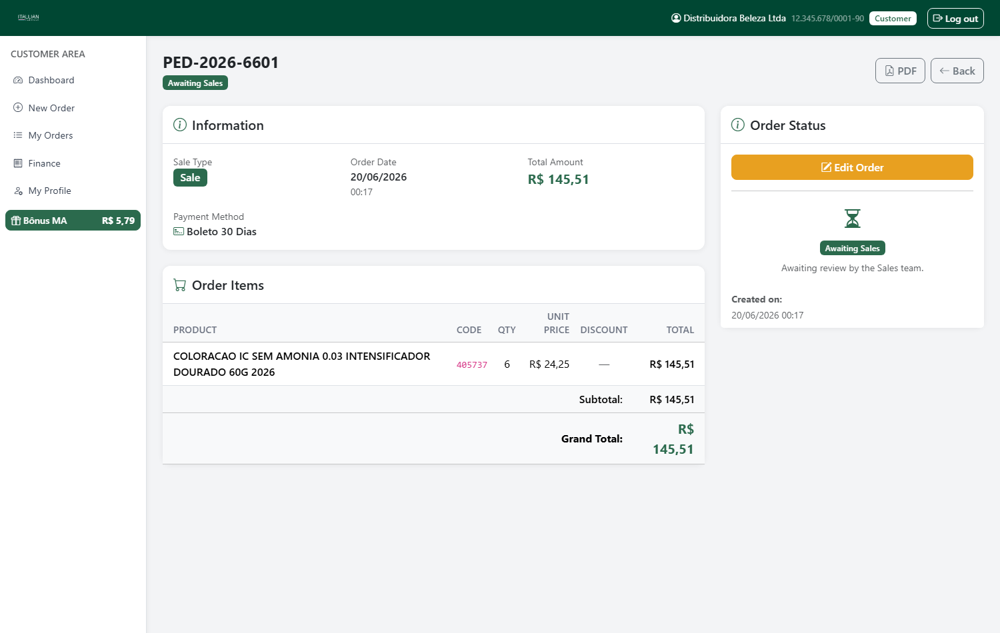 ITALLIAN
Distribuidora Beleza Ltda 12.345.678/0001-90 Customer Log out
CUSTOMER AREA
Dashboard
New Order
My Orders
Finance
My Profile
Bônus MA R$ 5,79
PED-2026-6601
Awaiting Sales
PDF Back
Information
Sale Type
Sale
Order Date
20/06/2026
00:17
Total Amount
R$ 145,51
Payment Method
Boleto 30 Dias
Order Items
PRODUCT CODE QTY UNIT PRICE DISCOUNT TOTAL
COLORACAO IC SEM AMONIA 0.03 INTENSIFICADOR
DOURADO 60G 2026
405737 6 R$ 24,25 — R$ 145,51
Subtotal: R$ 145,51
Grand Total: R$
145,51
Order Status
Edit Order
Awaiting Sales
Awaiting review by the Sales team.
Created on:
20/06/2026 00:17